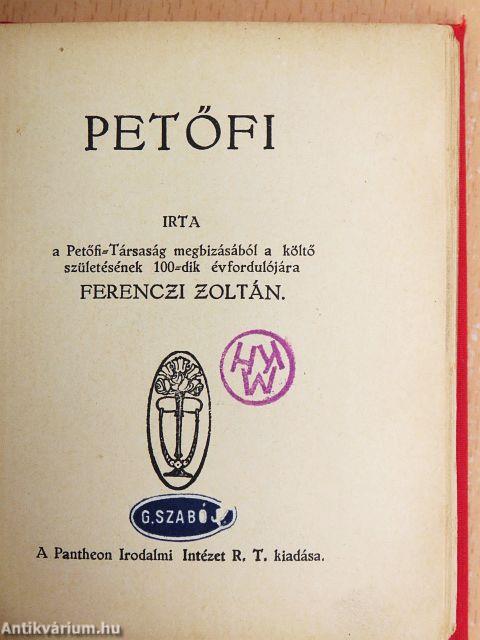 PETŐFI
IRTA
a Petőfi-Társaság megbizásából a költő
születésének 100-dik évfordulójára
FERENCZI ZOLTÁN.
KH
M
G.SZABÓ J.
A Pantheon Irodalmi Intézet R. T. kiadása.
Antikvárium.hu